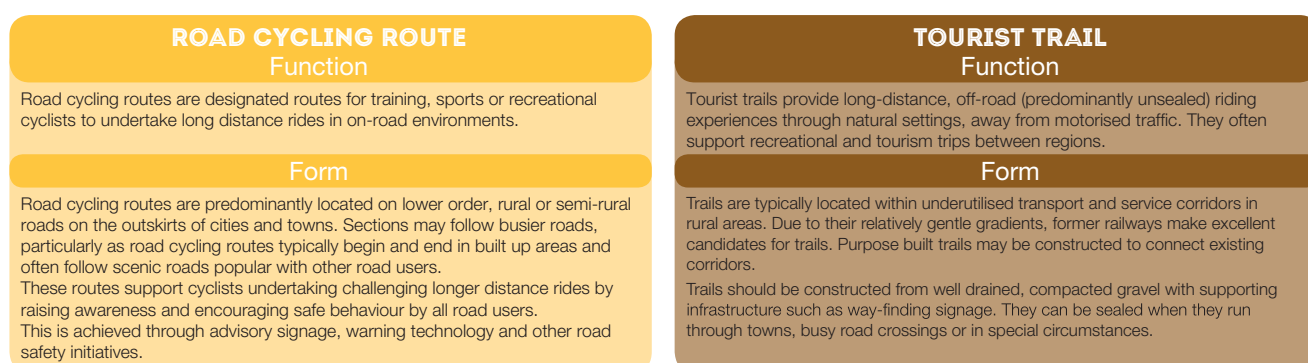 ROAD CYCLING ROUTE
Function
Road cycling routes are designated routes for training, sports or recreational
cyclists to undertake long distance rides in on-road environments.
Form
Road cycling routes are predominantly located on lower order, rural or semi-rural
roads on the outskirts of cities and towns. Sections may follow busier roads,
particularly as road cycling routes typically begin and end in built up areas and
often follow scenic roads popular with other road users.
These routes support cyclists undertaking challenging longer distance rides by
raising awareness and encouraging safe behaviour by all road users.
This is achieved through advisory signage, warning technology and other road
safety initiatives.
TOURIST TRAIL
Function
Tourist trails provide long-distance, off-road (predominantly unsealed) riding
experiences through natural settings, away from motorised traffic. They often
support recreational and tourism trips between regions.
Form
Trails are typically located within underutilised transport and service corridors in
rural areas. Due to their relatively gentle gradients, former railways make excellent
candidates for trails. Purpose built trails may be constructed to connect existing
corridors.
Trails should be constructed from well drained, compacted gravel with supporting
infrastructure such as way-finding signage. They can be sealed when they run
through towns, busy road crossings or in special circumstances.